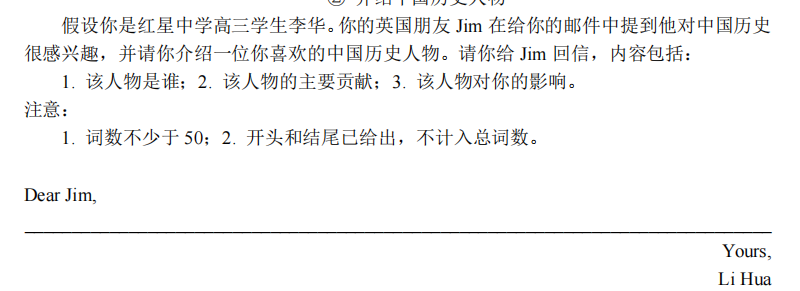 假设你是红星中学高三学生李华。你的英国朋友 Jim 在给你的邮件中提到他对中国历史
很感兴趣，并请你介绍一位你喜欢的中国历史人物。请你给 Jim 回信，内容包括：
1. 该人物是谁；2. 该人物的主要贡献；3. 该人物对你的影响。
注意：
1. 词数不少于 50；2. 开头和结尾已给出，不计入总词数。
Dear Jim,
Yours,
Li Hua